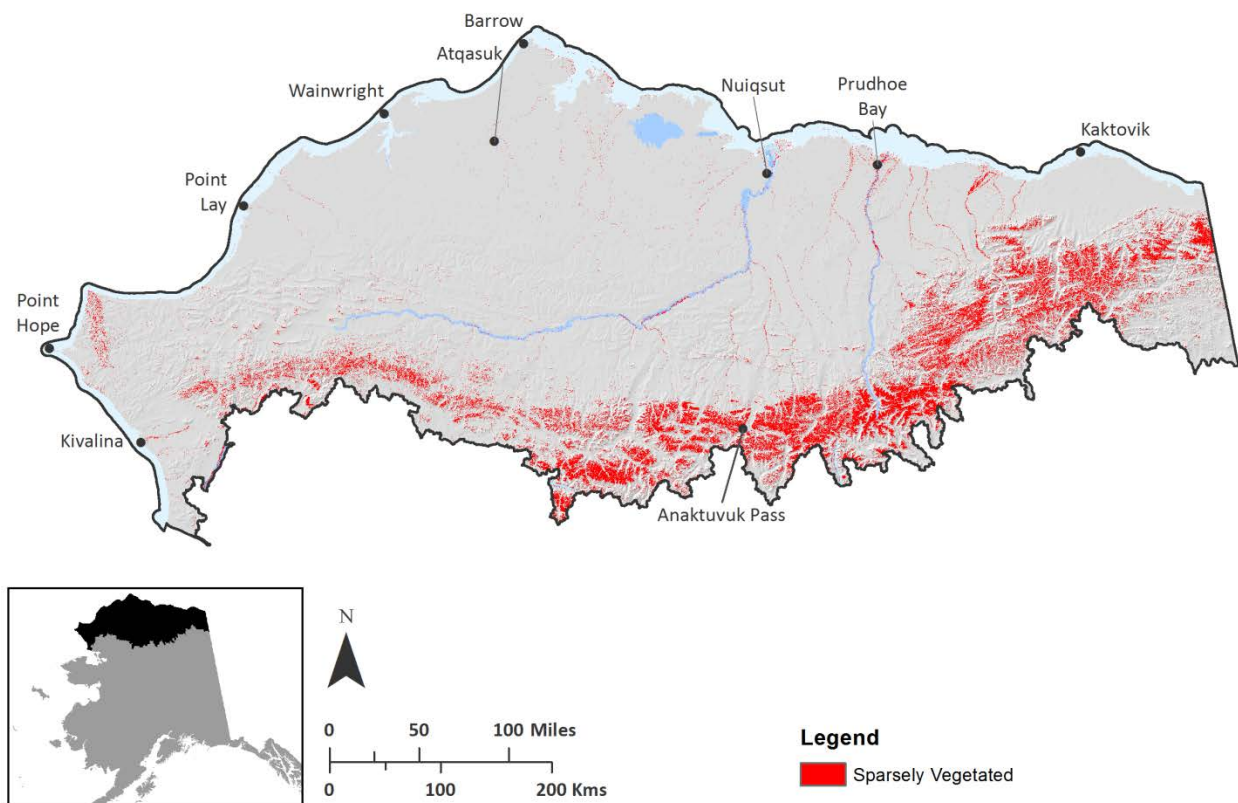 Barrow
Atqasuk
Wainwright
Nuiqsut
Prudhoe
Bay
Kaktovik
Point
Lay
Point
Hope
Kivalina
Anaktuvuk Pass
N
0 50 100 Miles
0 100 200 Kms
Legend
Sparsely Vegetated